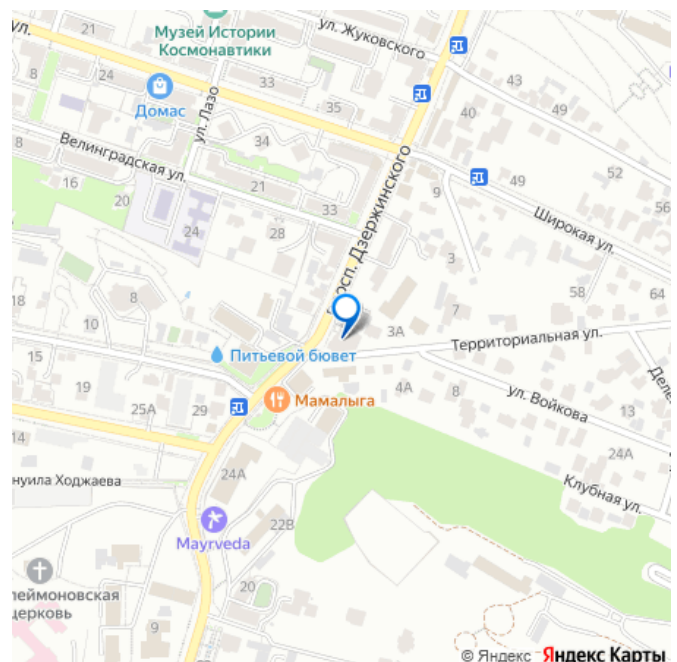 21
Музей Истории
Космонавтики
ул. Жуковского
ул.
8
24
Домас
ул. Лазо
33
35
43
40
49
Велинградская ул.
34
8
16
20
21
33
24
28
просп. Дзержинского
9
49
52
56
Широкая ул.
3
58
64
18
8
10
7
3А
Территориальная ул.
15
Питьевой бювет
19
25А
29
Мамалыга
4А
8
ул. Войкова
13
14
24А
24А
нуила Ходжаева
Клубная ул.
22В
Mayrveda
20
леймоновская
церковь
9
© Яндекс Яндекс Карты